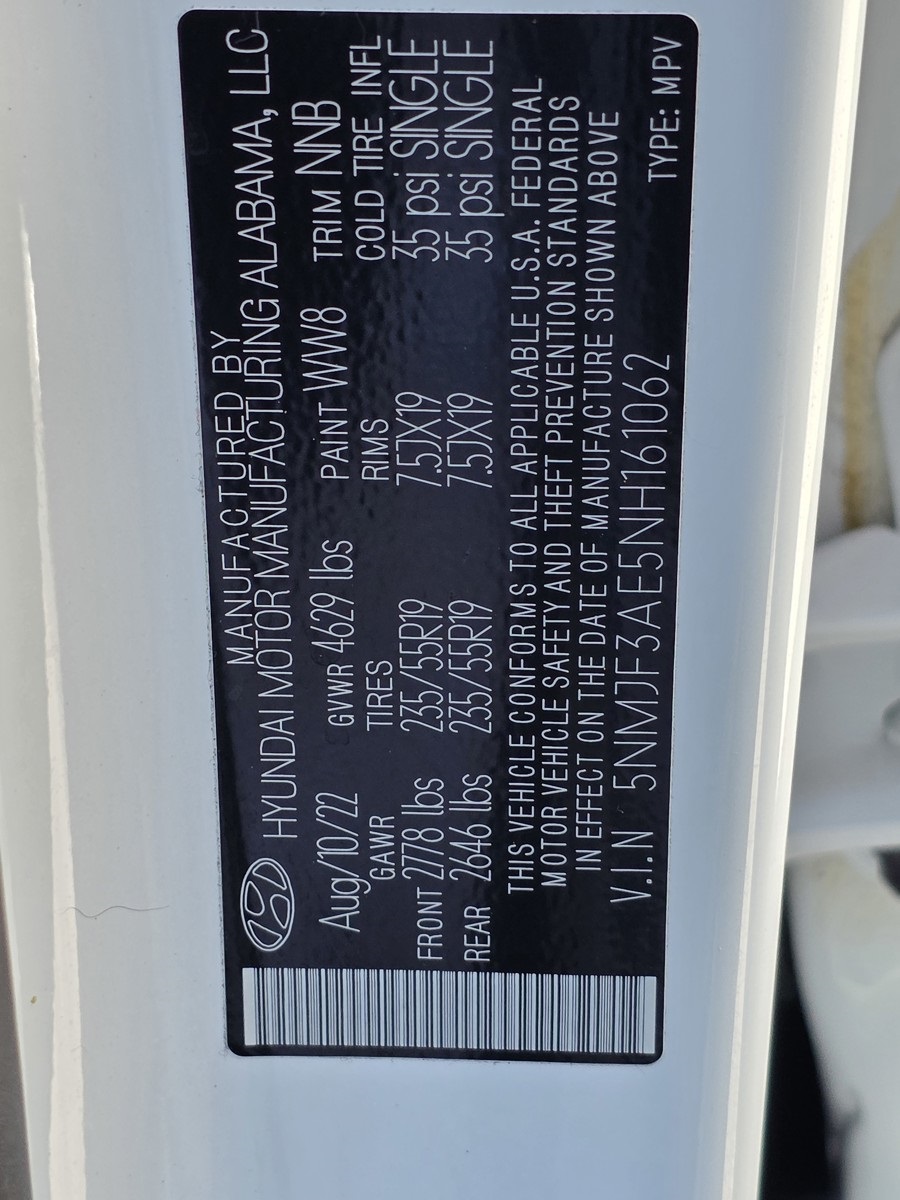 MANUFACTURED BY
HYUNDAI MOTOR MANUFACTURING ALABAMA, LLC
Aug/10/22 GVWR 4629 lbs PAINT WW8 TRIM NNB
GAWR TIRES RIMS COLD TIRE INFL
FRONT 2778 lbs 235/55R19 7.5JX19 35 psi SINGLE
REAR 2646 lbs 235/55R19 7.5JX19 35 psi SINGLE
THIS VEHICLE CONFORMS TO ALL APPLICABLE U.S.A. FEDERAL
MOTOR VEHICLE SAFETY AND THEFT PREVENTION STANDARDS
IN EFFECT ON THE DATE OF MANUFACTURE SHOWN ABOVE
V.I.N 5NMJF3AE5NH161062
TYPE: MPV